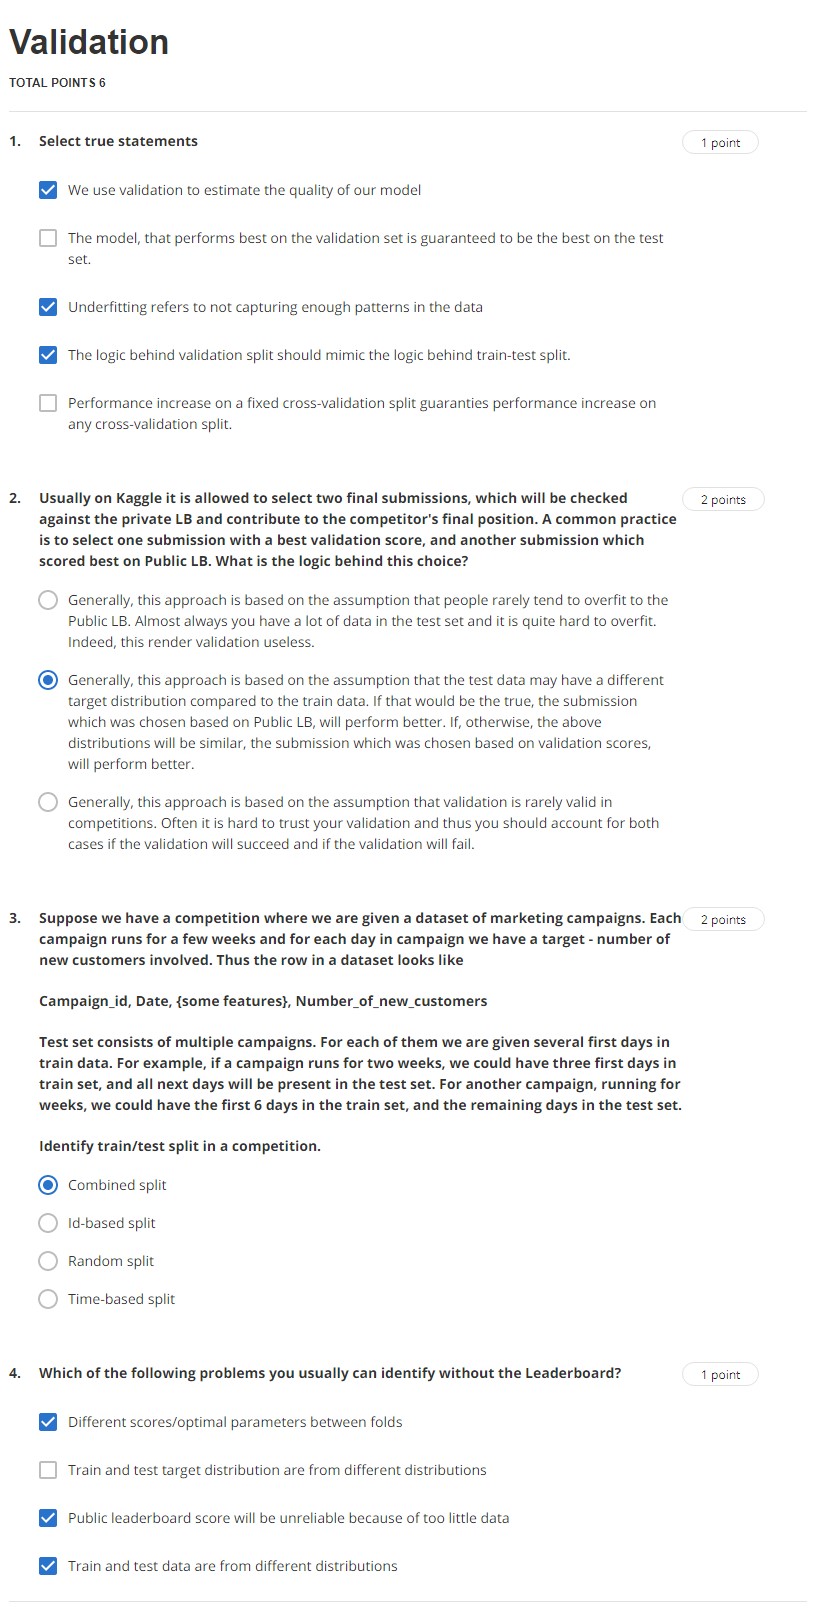 Validation
TOTAL POINTS 6
1. Select true statements
1 point
We use validation to estimate the quality of our model
The model, that performs best on the validation set is guaranteed to be the best on the test
set.
Underfitting refers to not capturing enough patterns in the data
The logic behind validation split should mimic the logic behind train-test split.
Performance increase on a fixed cross-validation split guaranties performance increase on
any cross-validation split.
2. Usually on Kaggle it is allowed to select two final submissions, which will be checked
2 points
against the private LB and contribute to the competitor's final position. A common practice
is to select one submission with a best validation score, and another submission which
scored best on Public LB. What is the logic behind this choice?
Generally, this approach is based on the assumption that people rarely tend to overfit to the
Public LB. Almost always you have a lot of data in the test set and it is quite hard to overfit.
Indeed, this render validation useless.
Generally, this approach is based on the assumption that the test data may have a different
target distribution compared to the train data. If that would be the true, the submission
which was chosen based on Public LB, will perform better. If, otherwise, the above
distributions will be similar, the submission which was chosen based on validation scores,
will perform better.
Generally, this approach is based on the assumption that validation is rarely valid in
competitions. Often it is hard to trust your validation and thus you should account for both
cases if the validation will succeed and if the validation will fail.
3. Suppose we have a competition where we are given a dataset of marketing campaigns. Each
2 points
campaign runs for a few weeks and for each day in campaign we have a target - number of
new customers involved. Thus the row in a dataset looks like
Campaign_id, Date, {some features}, Number_of_new_customers
Test set consists of multiple campaigns. For each of them we are given several first days in
train data. For example, if a campaign runs for two weeks, we could have three first days in
train set, and all next days will be present in the test set. For another campaign, running for
weeks, we could have the first 6 days in the train set, and the remaining days in the test set.
Identify train/test split in a competition.
Combined split
Id-based split
Random split
Time-based split
4. Which of the following problems you usually can identify without the Leaderboard?
1 point
Different scores/optimal parameters between folds
Train and test target distribution are from different distributions
Public leaderboard score will be unreliable because of too little data
Train and test data are from different distributions